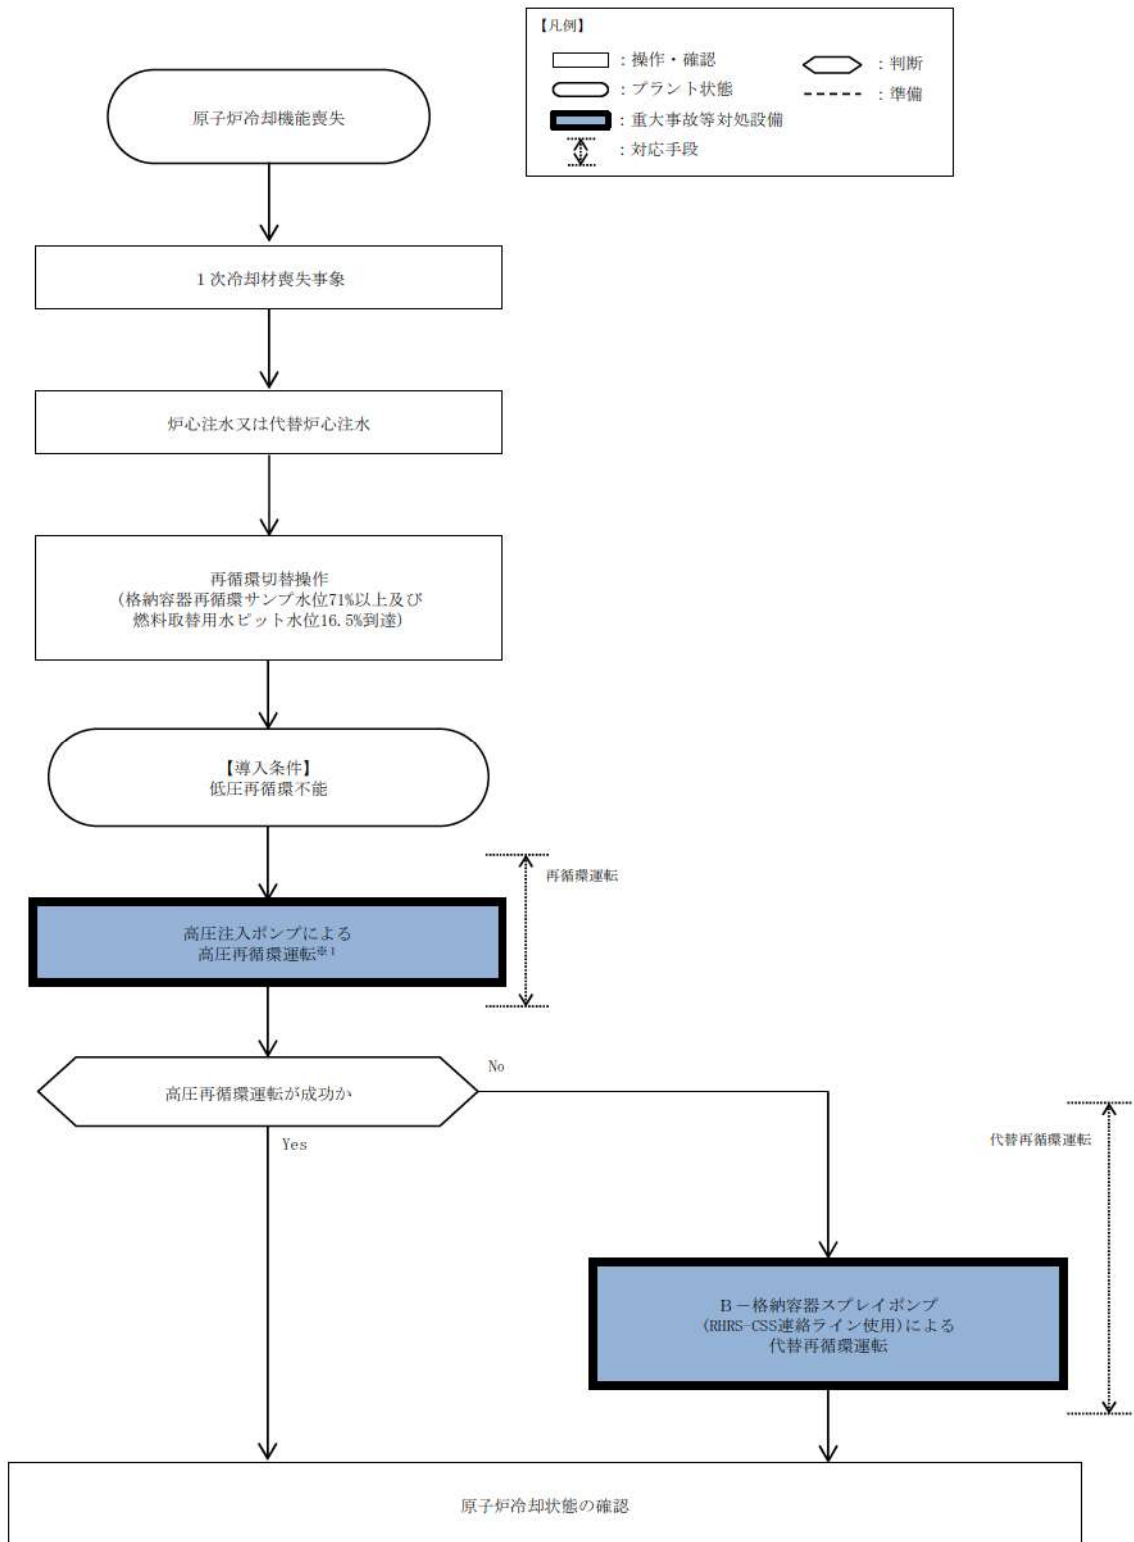 【凡例】
：操作・確認
：判断
：プラント状態
：準備
：重大事故等対処設備
：対応手段
原子炉冷却機能喪失
１次冷却材喪失事象
炉心注水又は代替炉心注水
再循環切替操作
(格納容器再循環サンプ水位71%以上及び
燃料取替用水ピット水位16.5%到達)
【導入条件】
低圧再循環不能
再循環運転
高圧注入ポンプによる
高圧再循環運転※1
高圧再循環運転が成功か
No
Yes
代替再循環運転
Ｂ－格納容器スプレイポンプ
(RHRS-CSS連絡ライン使用)による
代替再循環運転
原子炉冷却状態の確認